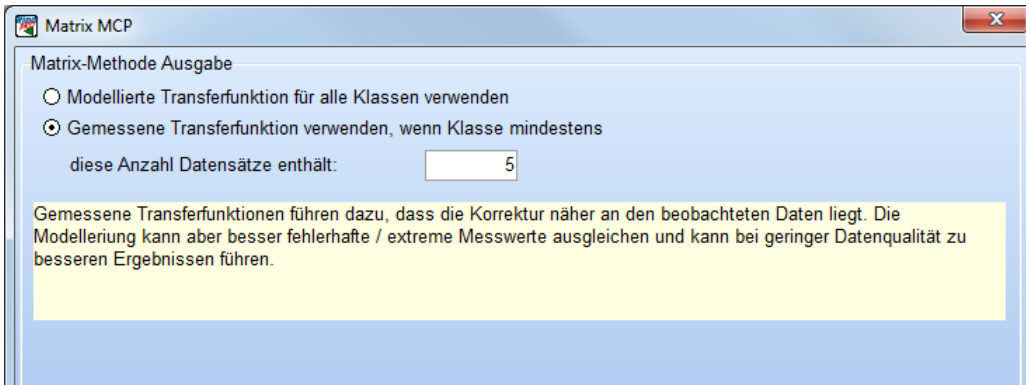 Matrix MCP
Matrix-Methode Ausgabe
Modellierte Transferfunktion für alle Klassen verwenden
Gemessene Transferfunktion verwenden, wenn Klasse mindestens
diese Anzahl Datensätze enthält: 5
Gemessene Transferfunktionen führen dazu, dass die Korrektur näher an den beobachteten Daten liegt. Die
Modelleriung kann aber besser fehlerhafte / extreme Messwerte ausgleichen und kann bei geringer Datenqualität zu
besseren Ergebnissen führen.